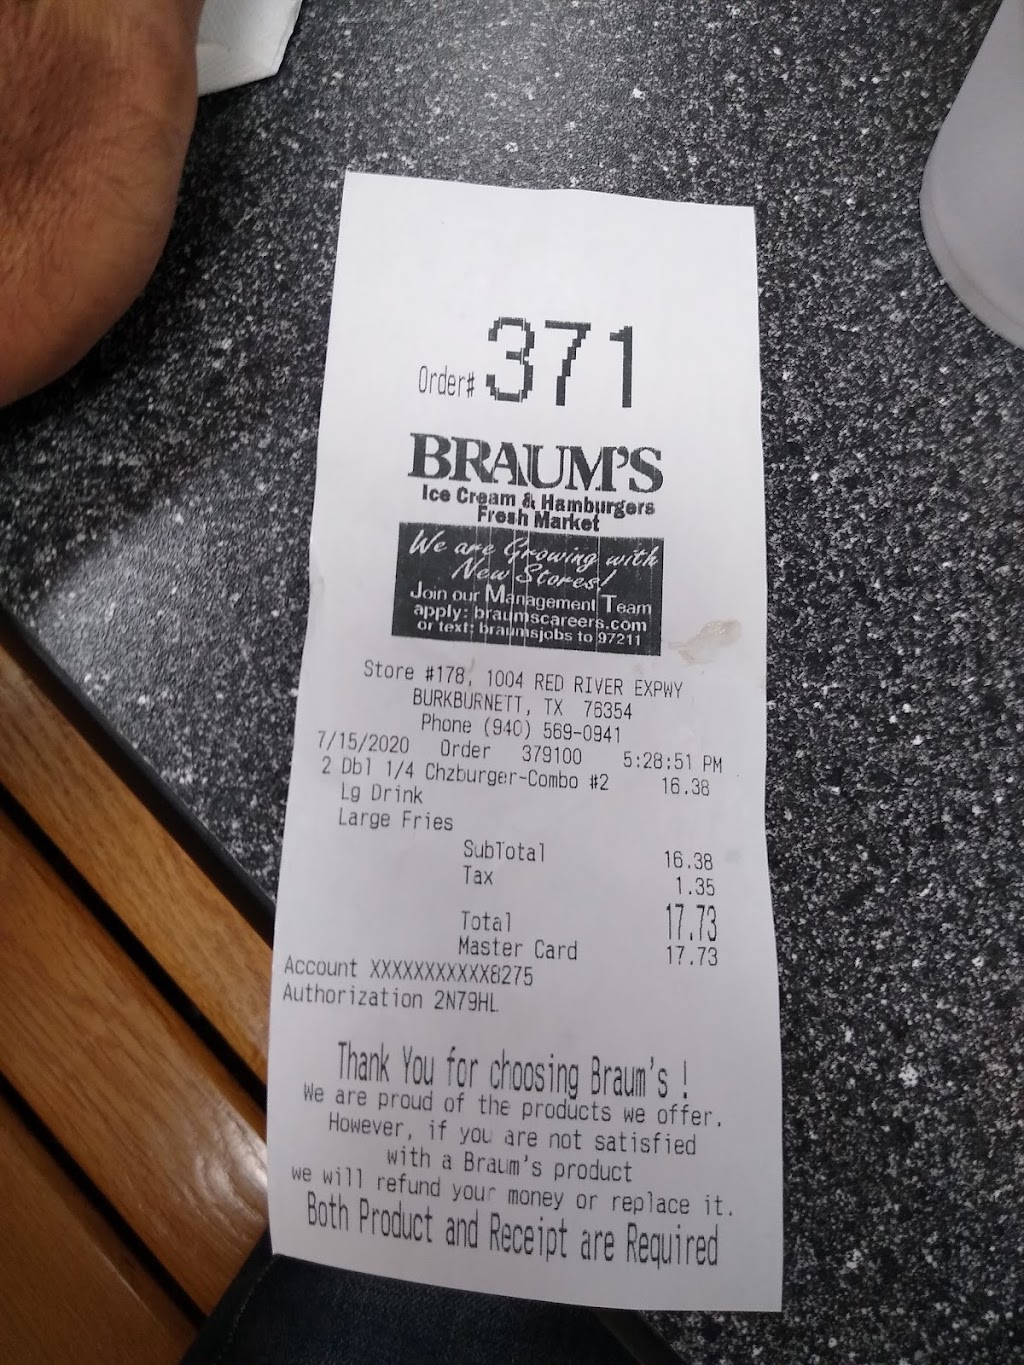 Order# 371
BRAUM'S
Ice Cream & Hamburgers
Fresh Market
We are Growing with
New Stores!
Join our Management Team
apply: braumscareers.com
or text: braumsjobs to 97211
Store #178, 1004 RED RIVER EXPWY
BURKBURNETT, TX 76354
Phone (940) 569-0941
7/15/2020 Order 379100 5:28:51 PM
2 Dbl 1/4 Chzburger-Combo #2 16.38
Lg Drink
Large Fries
SubTotal 16.38
Tax 1.35
Total 17.73
Master Card 17.73
Account XXXXXXXXXXXX8275
Authorization 2N79HL
Thank You for choosing Braum's !
We are proud of the products we offer.
However, if you are not satisfied
with a Braum's product
we will refund your money or replace it.
Both Product and Receipt are Required